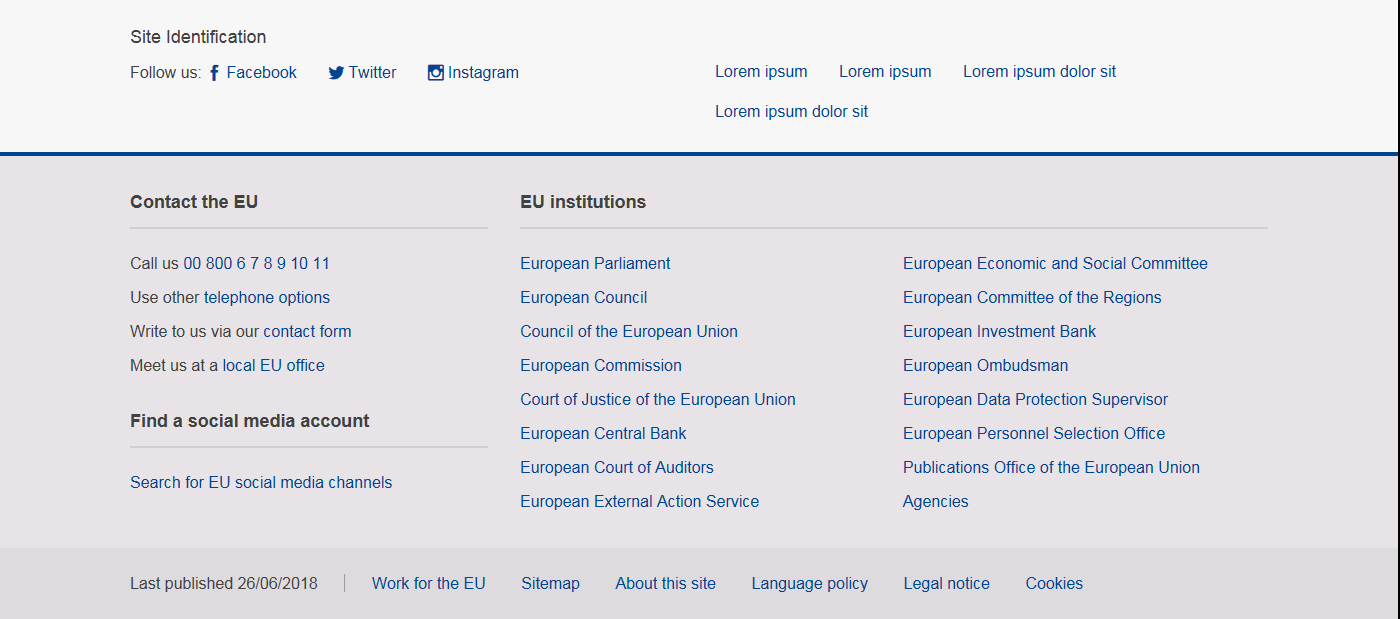 Site Identification
Follow us: Facebook Twitter Instagram
Lorem ipsum Lorem ipsum Lorem ipsum dolor sit
Lorem ipsum dolor sit
Contact the EU
Call us 00 800 6 7 8 9 10 11
Use other telephone options
Write to us via our contact form
Meet us at a local EU office
Find a social media account
Search for EU social media channels
EU institutions
European Parliament
European Council
Council of the European Union
European Commission
Court of Justice of the European Union
European Central Bank
European Court of Auditors
European External Action Service
European Economic and Social Committee
European Committee of the Regions
European Investment Bank
European Ombudsman
European Data Protection Supervisor
European Personnel Selection Office
Publications Office of the European Union
Agencies
Last published 26/06/2018 Work for the EU Sitemap About this site Language policy Legal notice Cookies